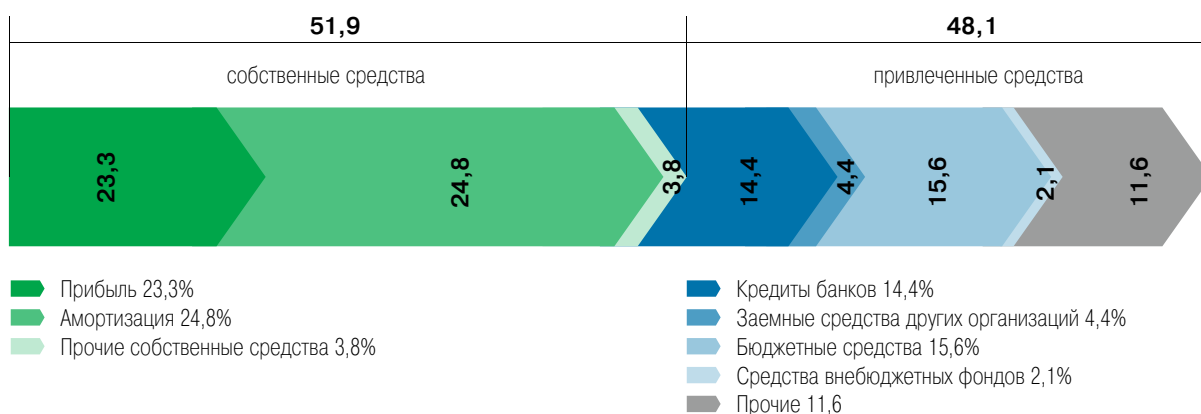 51,9
48,1
собственные средства
привлеченные средства
23,3
24,8
3,8
14,4
4,4
15,6
2,1
11,6
Прибыль 23,3%
Амортизация 24,8%
Прочие собственные средства 3,8%
Кредиты банков 14,4%
Заемные средства других организаций 4,4%
Бюджетные средства 15,6%
Средства внебюджетных фондов 2,1%
Прочие 11,6